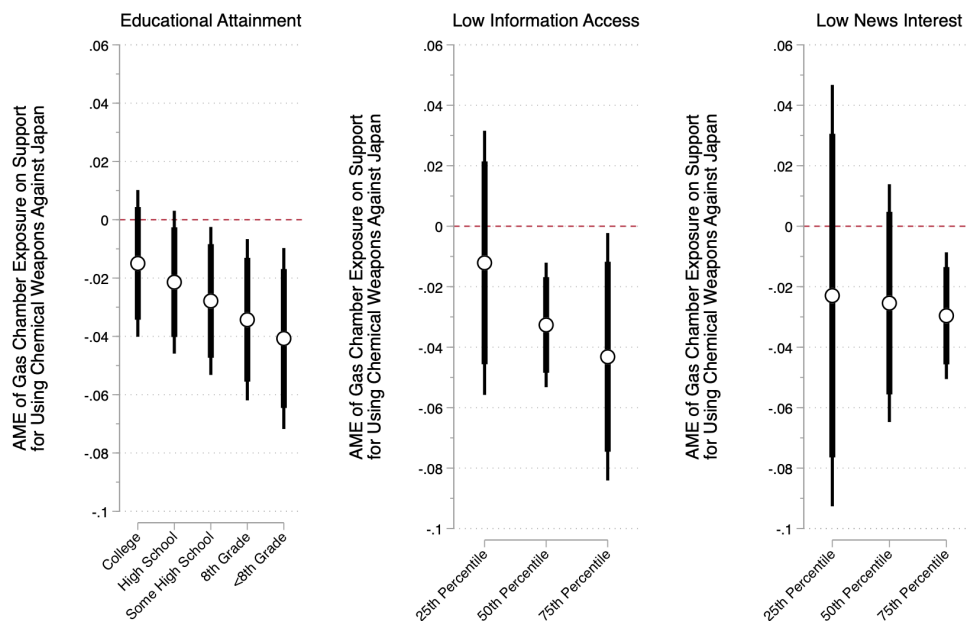 Educational Attainment
AME of Gas Chamber Exposure on Support
for Using Chemical Weapons Against Japan
.06
.04
.02
0
-.02
-.04
-.06
-.08
-.1
College
High School
Some High School
8th Grade
<8th Grade
Low Information Access
AME of Gas Chamber Exposure on Support
for Using Chemical Weapons Against Japan
.06
.04
.02
0
-.02
-.04
-.06
-.08
-.1
25th Percentile
50th Percentile
75th Percentile
Low News Interest
AME of Gas Chamber Exposure on Support
for Using Chemical Weapons Against Japan
.06
.04
.02
0
-.02
-.04
-.06
-.08
-.1
25th Percentile
50th Percentile
75th Percentile